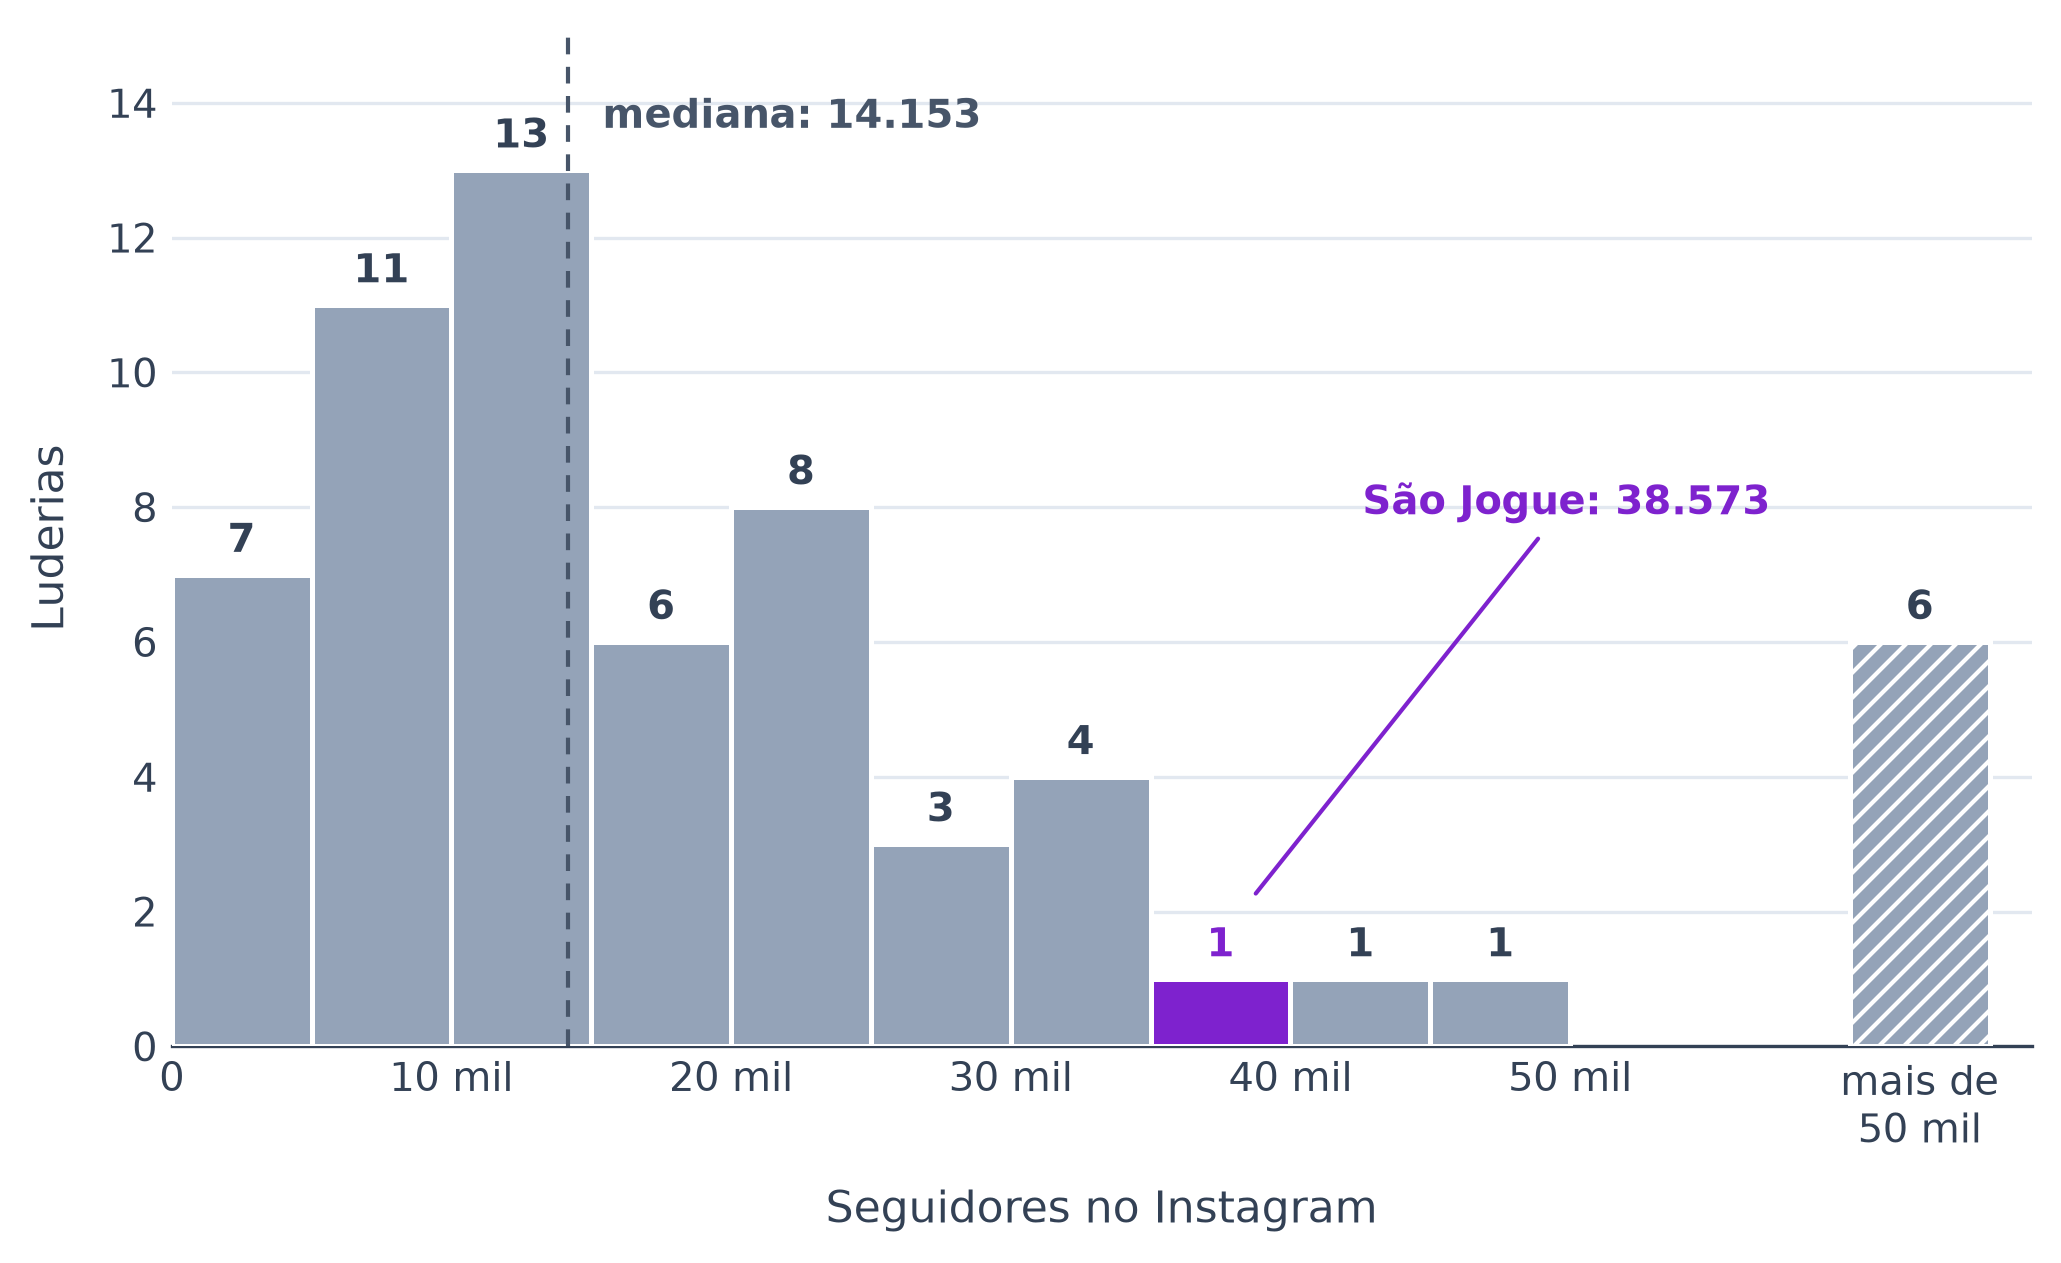 14
mediana: 14.153
13
12
11
10
8
São Jogue: 38.573
8
7
6
6
6
4
4
3
2
1
1
1
0
Luderias
0
10 mil
20 mil
30 mil
40 mil
50 mil
mais de
50 mil
Seguidores no Instagram